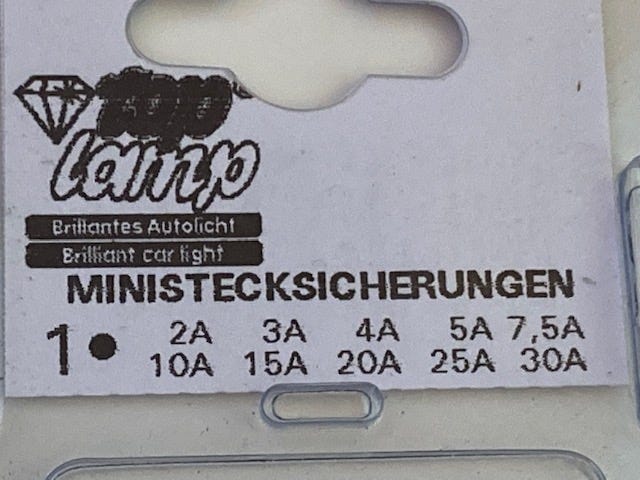 top
lamp
Brillantes Autolicht
Brilliant car light
MINISTECKSICHERUNGEN
1• 2A 3A 4A 5A 7,5A
10A 15A 20A 25A 30A